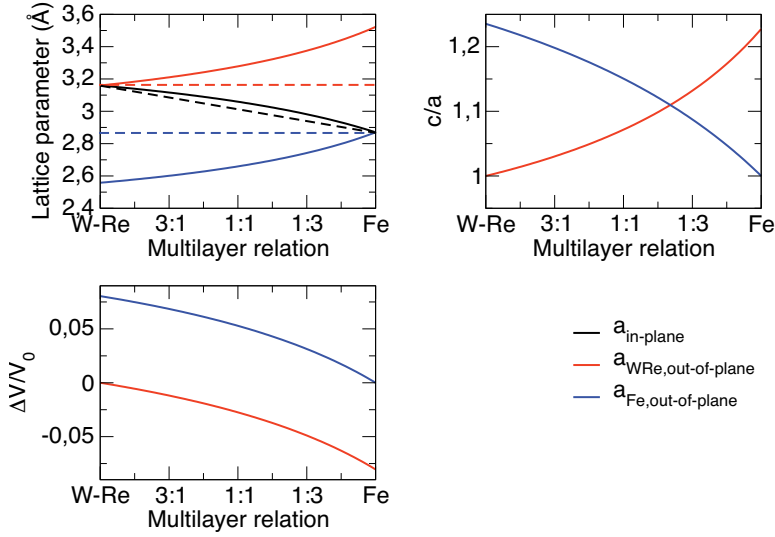 Lattice parameter (Å)
3,6
3,4
3,2
3
2,8
2,6
2,4
W-Re 3:1 1:1 1:3 Fe
Multilayer relation
c/a
1,2
1,1
1
W-Re 3:1 1:1 1:3 Fe
Multilayer relation
ΔV/V0
0,05
0
-0,05
W-Re 3:1 1:1 1:3 Fe
Multilayer relation
a in-plane
a WRe,out-of-plane
a Fe,out-of-plane